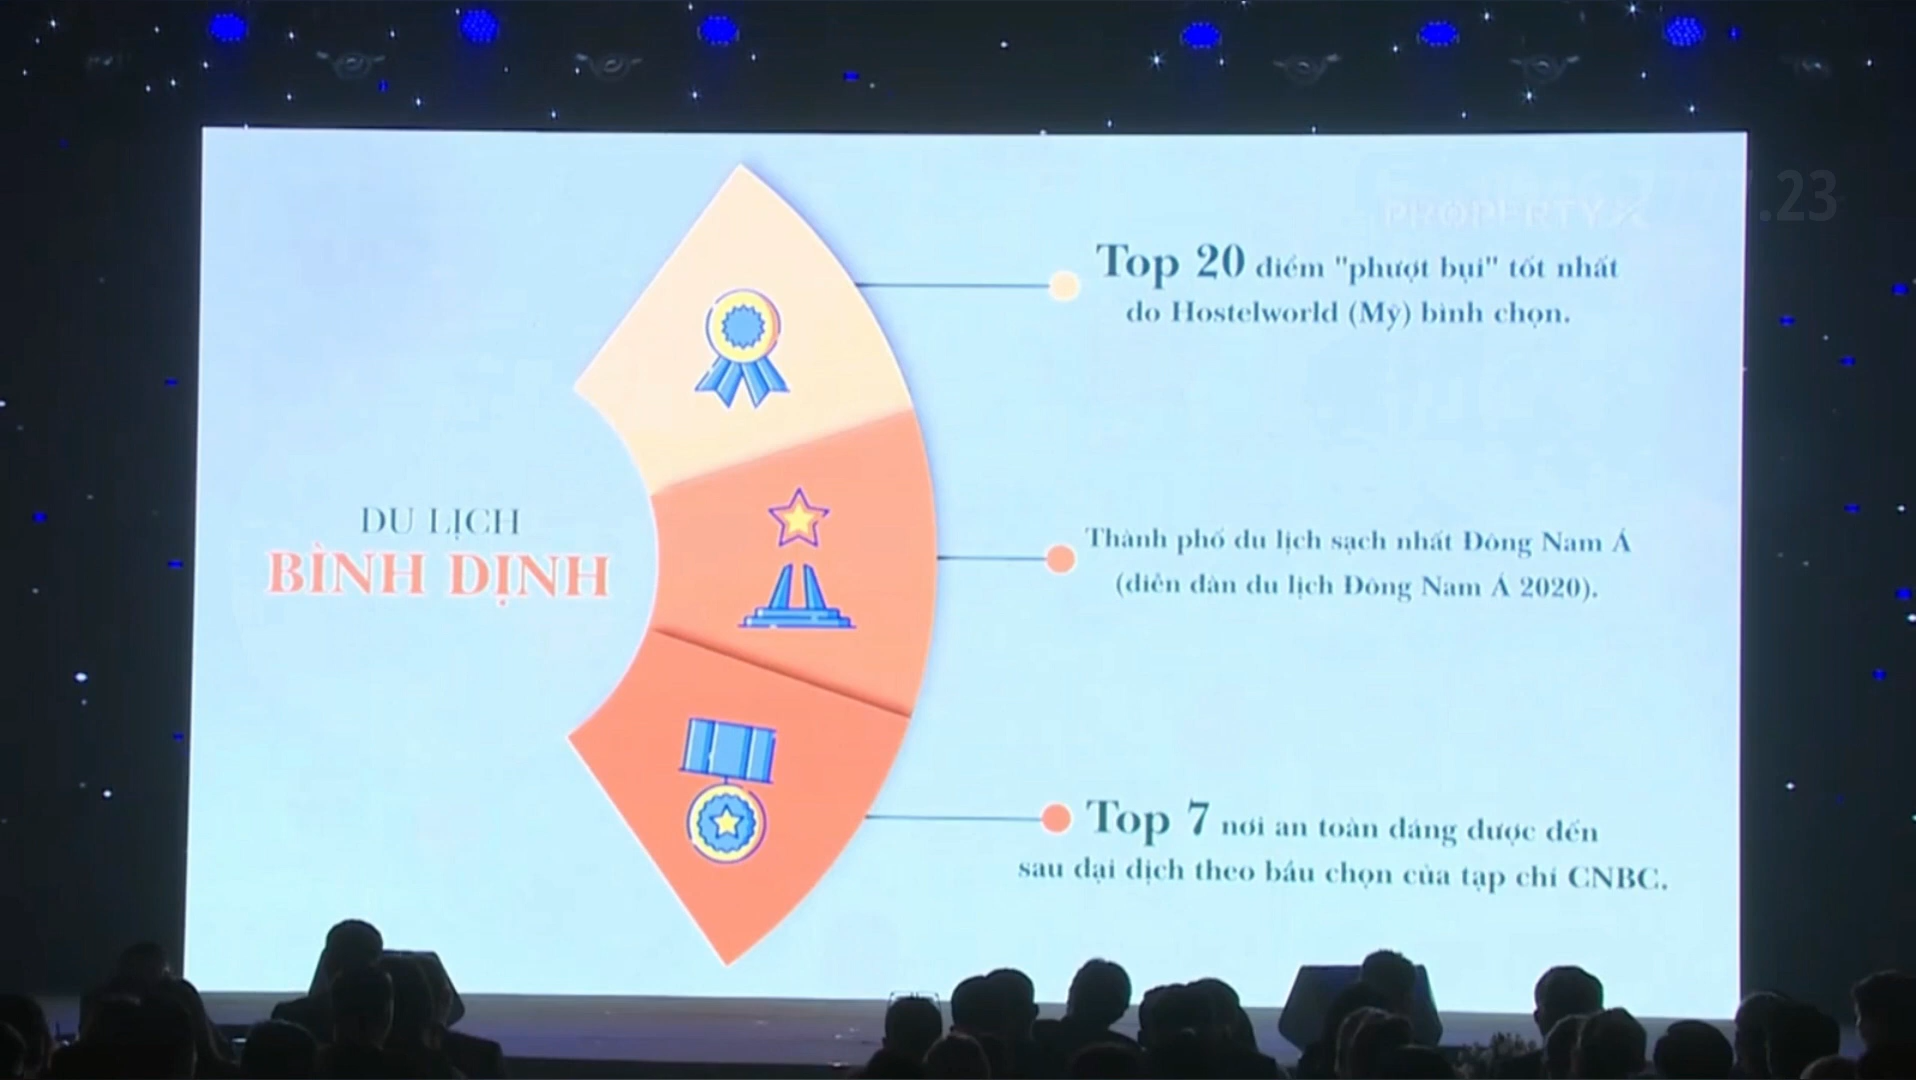 PROPERTYX
.23
Top 20 điểm "phượt bụi" tốt nhất
do Hostelworld (Mỹ) bình chọn.
DU LỊCH
BÌNH ĐỊNH
Thành phố du lịch sạch nhất Đông Nam Á
(diễn đàn du lịch Đông Nam Á 2020).
Top 7 nơi an toàn đáng được đến
sau đại dịch theo bầu chọn của tạp chí CNBC.